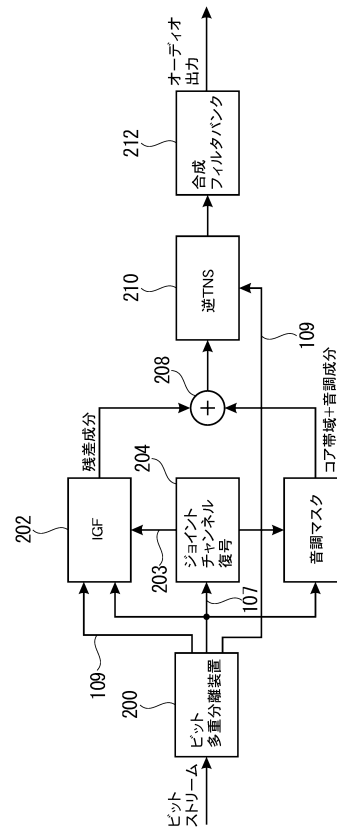 ビット
ストリーム
200
ビット
多重分離装置
109
107
202
IGF
203
204
ジョイント
チャンネル
復号
音調マスク
残差成分
208
+
コア帯域+音調成分
109
210
逆TNS
212
合成
フィルタバンク
オーディオ
出力